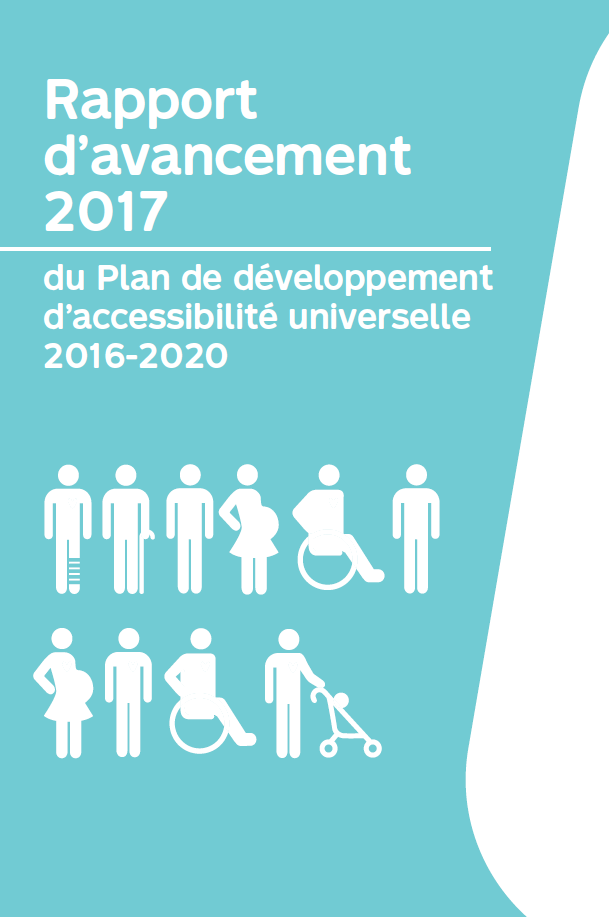 Rapport
d’avancement
2017
du Plan de développement
d’accessibilité universelle
2016-2020